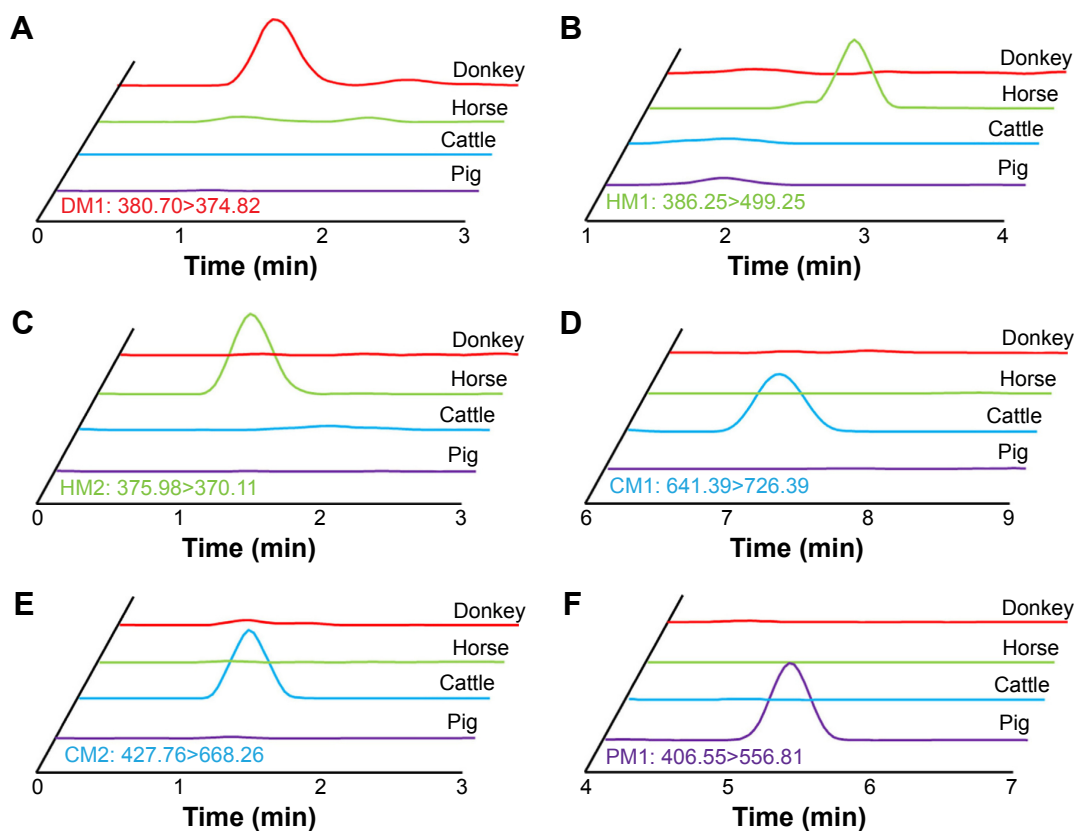 A
Donkey
Horse
Cattle
Pig
DM1: 380.70>374.82
0 1 2 3
Time (min)
B
Donkey
Horse
Cattle
Pig
HM1: 386.25>499.25
1 2 3 4
Time (min)
C
Donkey
Horse
Cattle
Pig
HM2: 375.98>370.11
0 1 2 3
Time (min)
D
Donkey
Horse
Cattle
Pig
CM1: 641.39>726.39
6 7 8 9
Time (min)
E
Donkey
Horse
Cattle
Pig
CM2: 427.76>668.26
0 1 2 3
Time (min)
F
Donkey
Horse
Cattle
Pig
PM1: 406.55>556.81
4 5 6 7
Time (min)